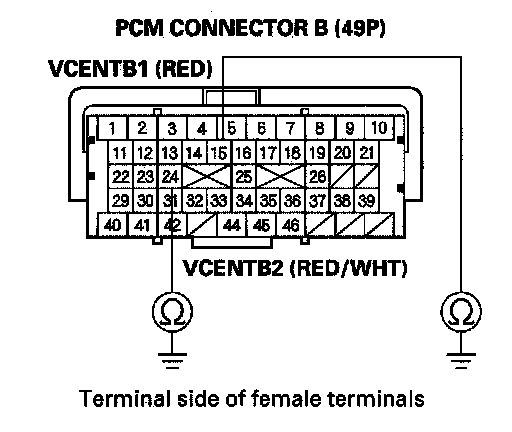 PCM CONNECTOR B (49P)
VCENTB1 (RED)
1 2 3 4 5 6 7 8 9 10
11 12 13 14 15 16 17 18 19 20 21
22 23 24 25 26
29 30 31 32 33 34 35 36 37 38 39
40 41 42 44 45 46
VCENTB2 (RED/WHT)
Ω Ω
Terminal side of female terminals